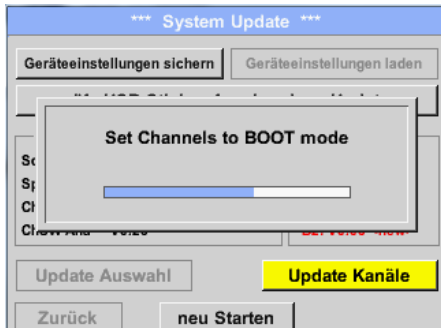 *** System Update ***
Geräteeinstellungen sichern
Geräteeinstellungen laden
Set Channels to BOOT mode
Update Auswahl
Update Kanäle
Zurück
neu Starten